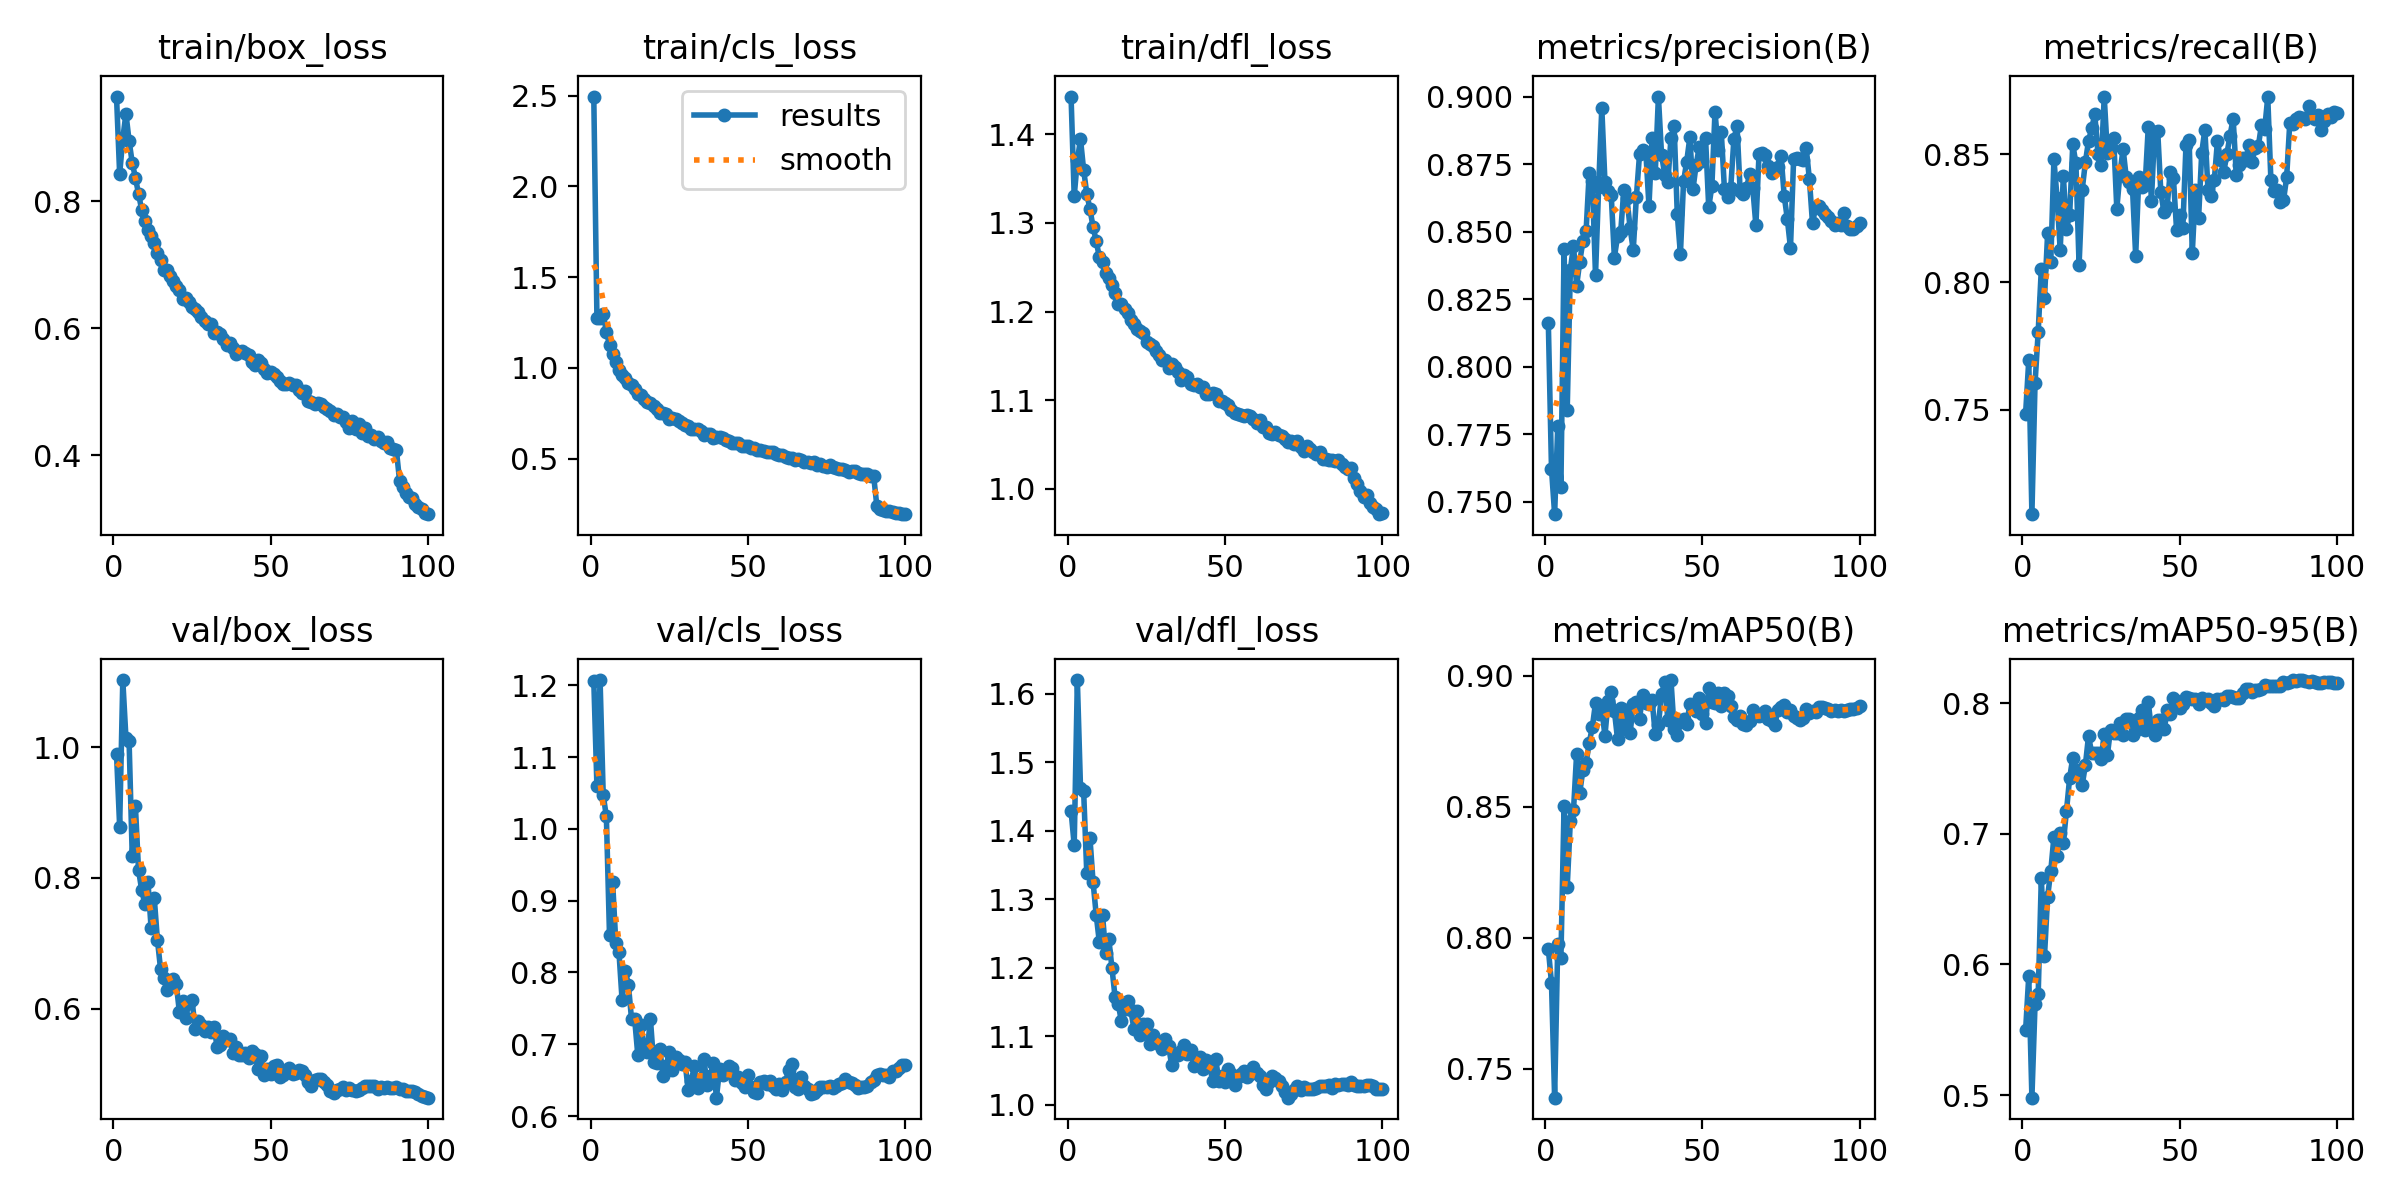 train/box_loss
0.8
0.6
0.4
0 50 100
train/cls_loss
results
smooth
2.5
2.0
1.5
1.0
0.5
0 50 100
train/dfl_loss
1.4
1.3
1.2
1.1
1.0
0 50 100
metrics/precision(B)
0.900
0.875
0.850
0.825
0.800
0.775
0.750
0 50 100
metrics/recall(B)
0.85
0.80
0.75
0 50 100
val/box_loss
1.0
0.8
0.6
0 50 100
val/cls_loss
1.2
1.1
1.0
0.9
0.8
0.7
0.6
0 50 100
val/dfl_loss
1.6
1.5
1.4
1.3
1.2
1.1
1.0
0 50 100
metrics/mAP50(B)
0.90
0.85
0.80
0.75
0 50 100
metrics/mAP50-95(B)
0.8
0.7
0.6
0.5
0 50 100